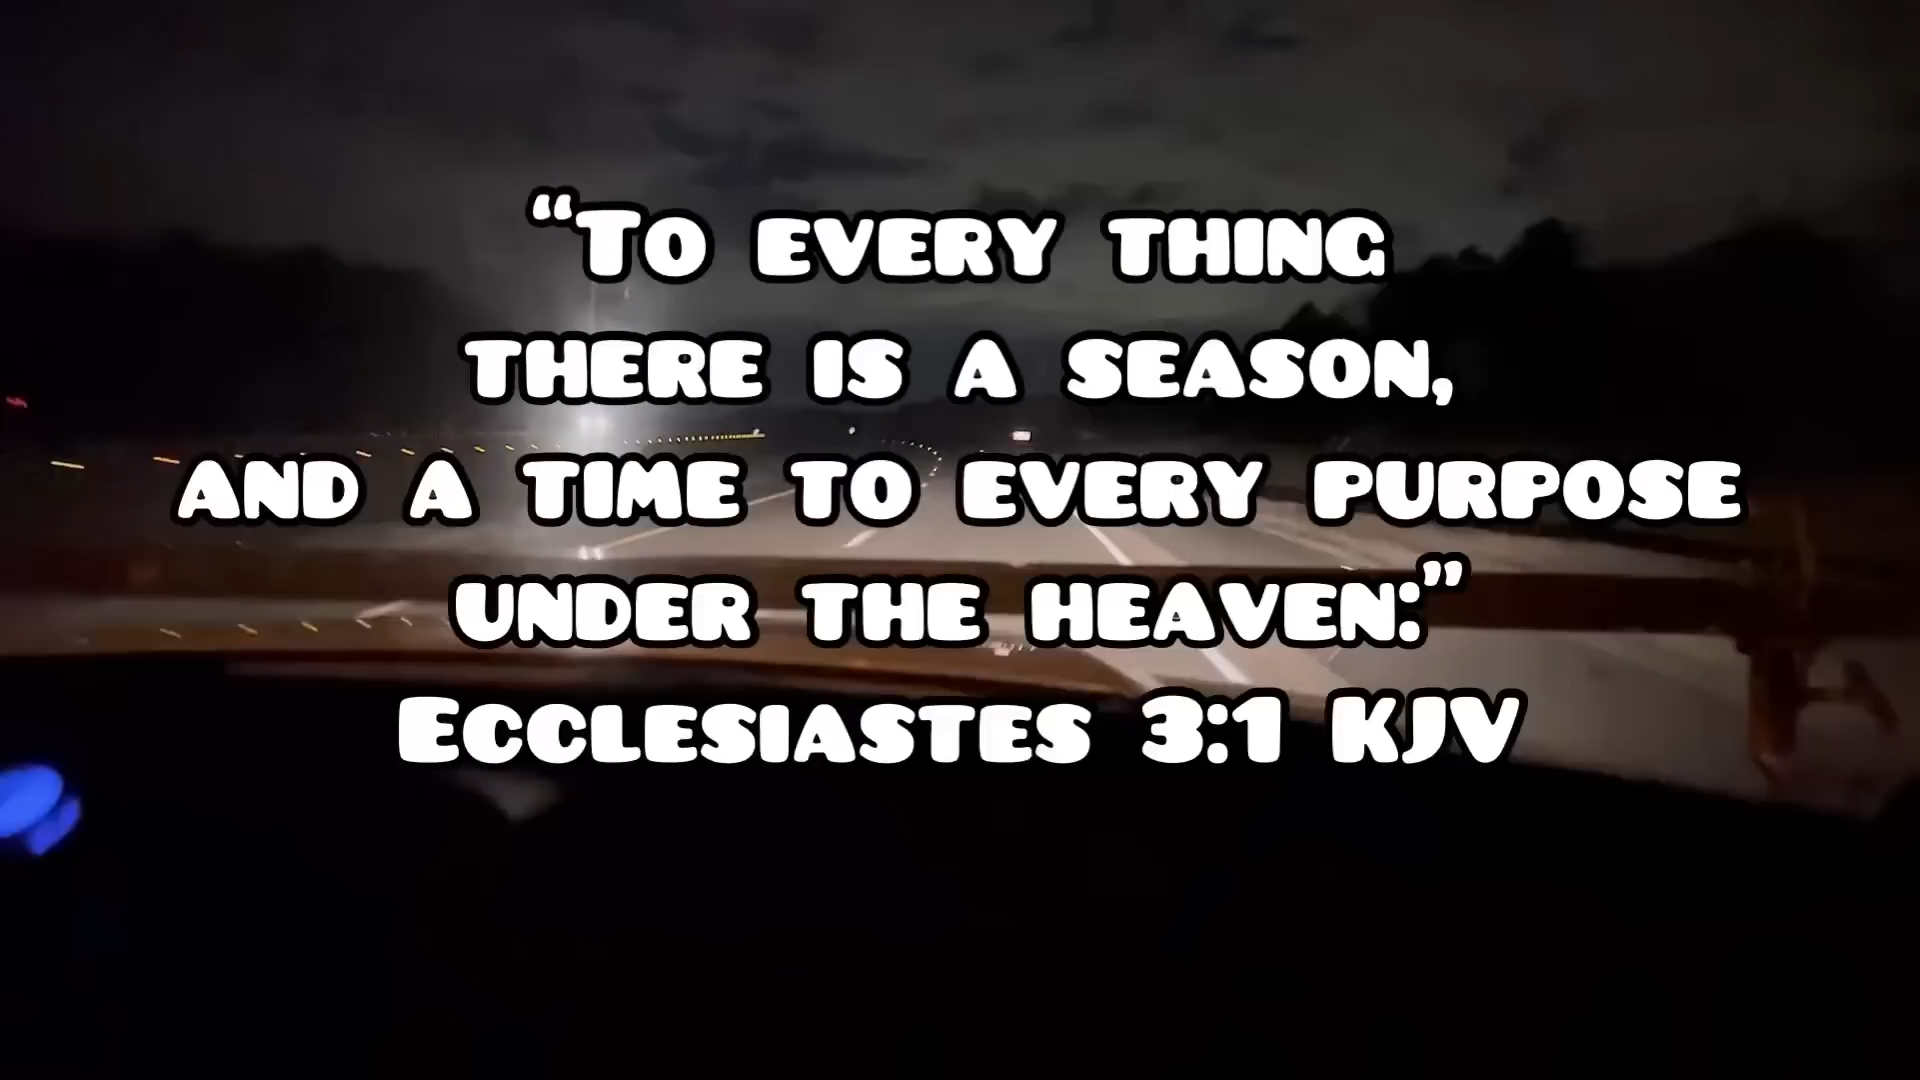 “To every thing
there is a season,
and a time to every purpose
under the heaven:”
Ecclesiastes 3:1 KJV